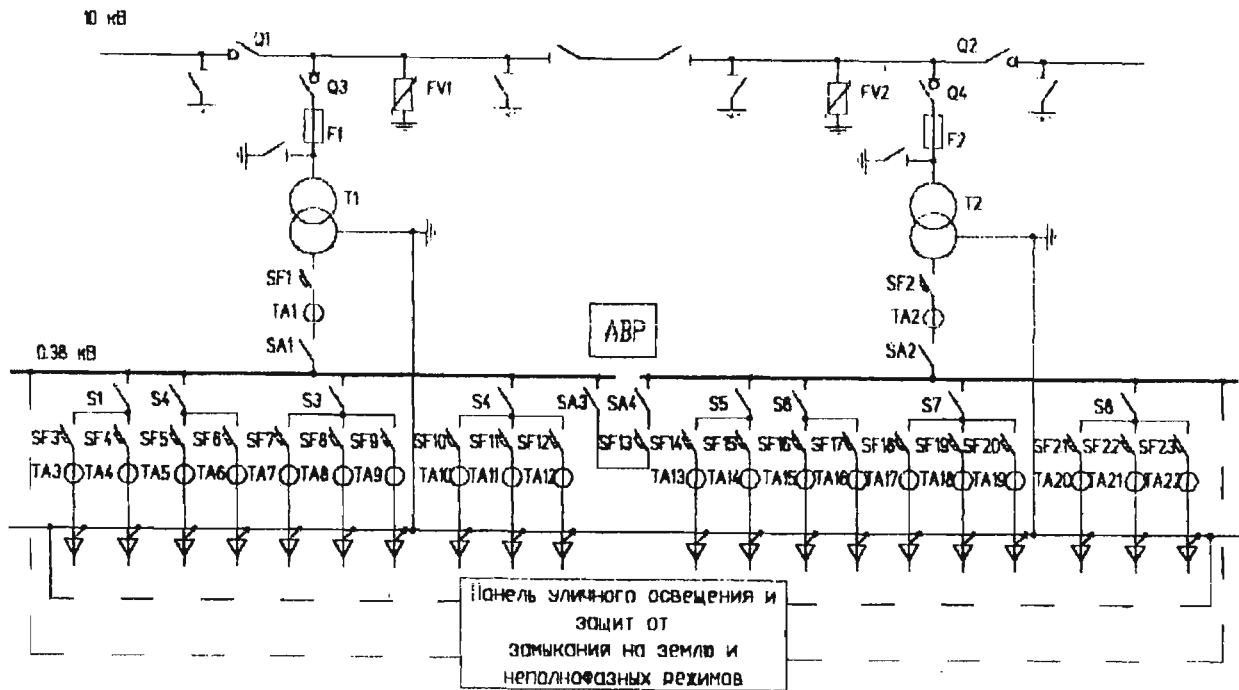 10 кВ
Q1
Q2
Q3
FV1
FV2
Q4
F1
F2
T1
T2
SF1
SF2
TA1
АВР
TA2
SA1
SA2
0.38 кВ
S1
S4
S3
S4
SA3
SA4
S5
S6
S7
S8
SF3
SF4
SF5
SF6
SF7
SF8
SF9
SF10
SF11
SF12
SF13
SF14
SF15
SF16
SF17
SF18
SF19
SF20
SF21
SF22
SF23
TA3
TA4
TA5
TA6
TA7
TA8
TA9
TA10
TA11
TA12
TA13
TA14
TA15
TA16
TA17
TA18
TA19
TA20
TA21
TA22
Панель уличного освещения и
защит от
замыкания на землю и
неполнофазных режимов